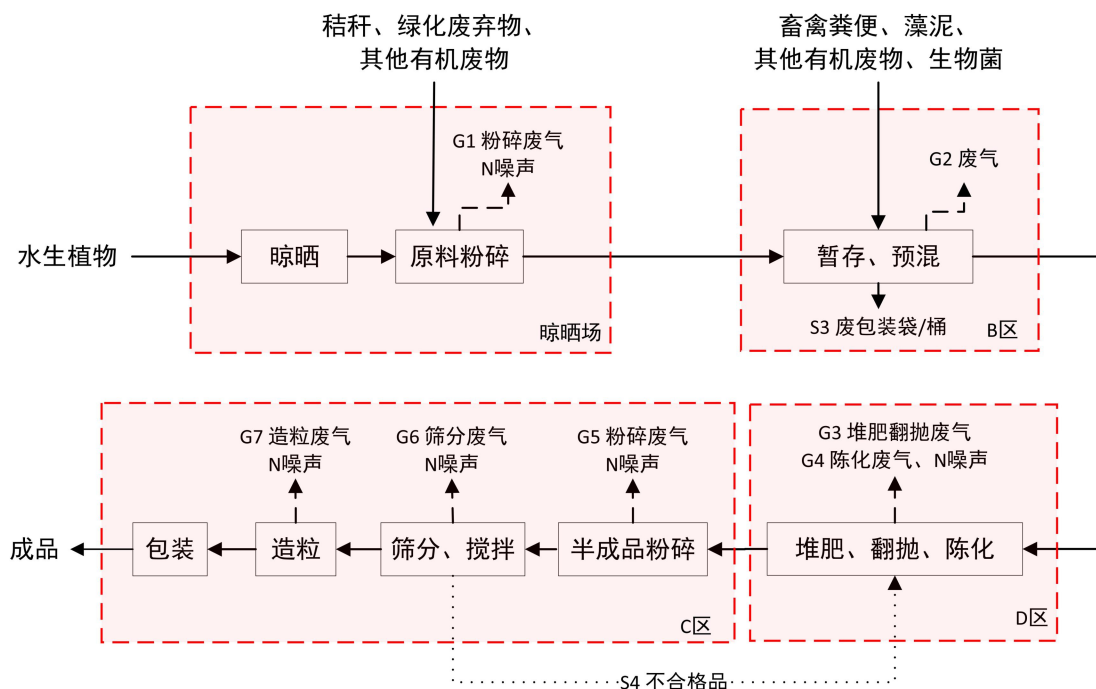 秸秆、绿化废弃物、
其他有机废物
畜禽粪便、藻泥、
其他有机废物、生物菌
G1 粉碎废气
N噪声
G2 废气
水生植物
晾晒
原料粉碎
暂存、预混
S3 废包装袋/桶
晾晒场
B区
G7 造粒废气
N噪声
G6 筛分废气
N噪声
G5 粉碎废气
N噪声
G3 堆肥翻抛废气
G4 陈化废气、N噪声
成品
包装
造粒
筛分、搅拌
半成品粉碎
堆肥、翻抛、陈化
C区
D区
S4 不合格品